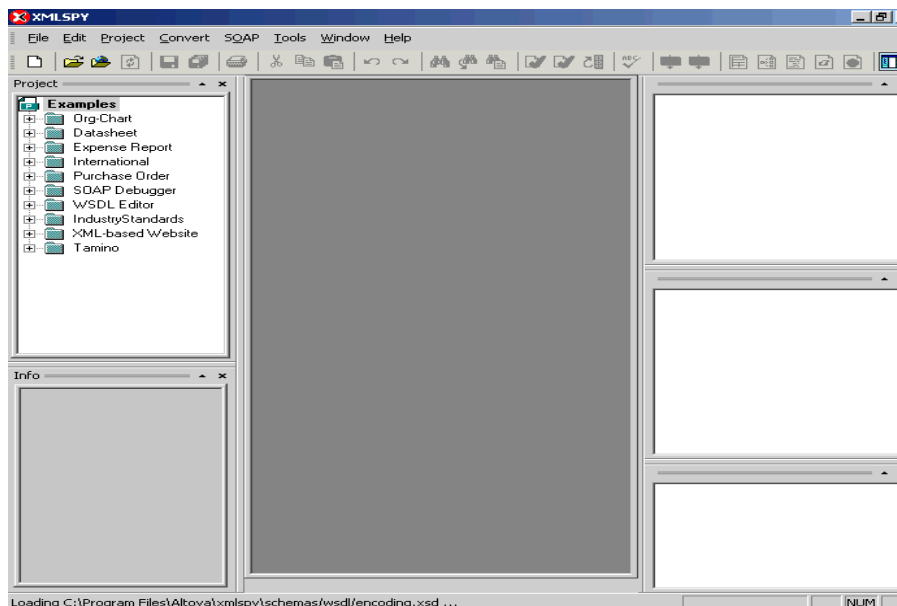 XMLSPY
File Edit Project Convert SOAP Tools Window Help
ABC
Project
Examples
Org-Chart
Datasheet
Expense Report
International
Purchase Order
SOAP Debugger
WSDL Editor
IndustryStandards
XML-based Website
Tamino
Info
Loading C:\Program Files\Altova\xmlspy\schemas/wsdl/encoding.xsd ...
NUM